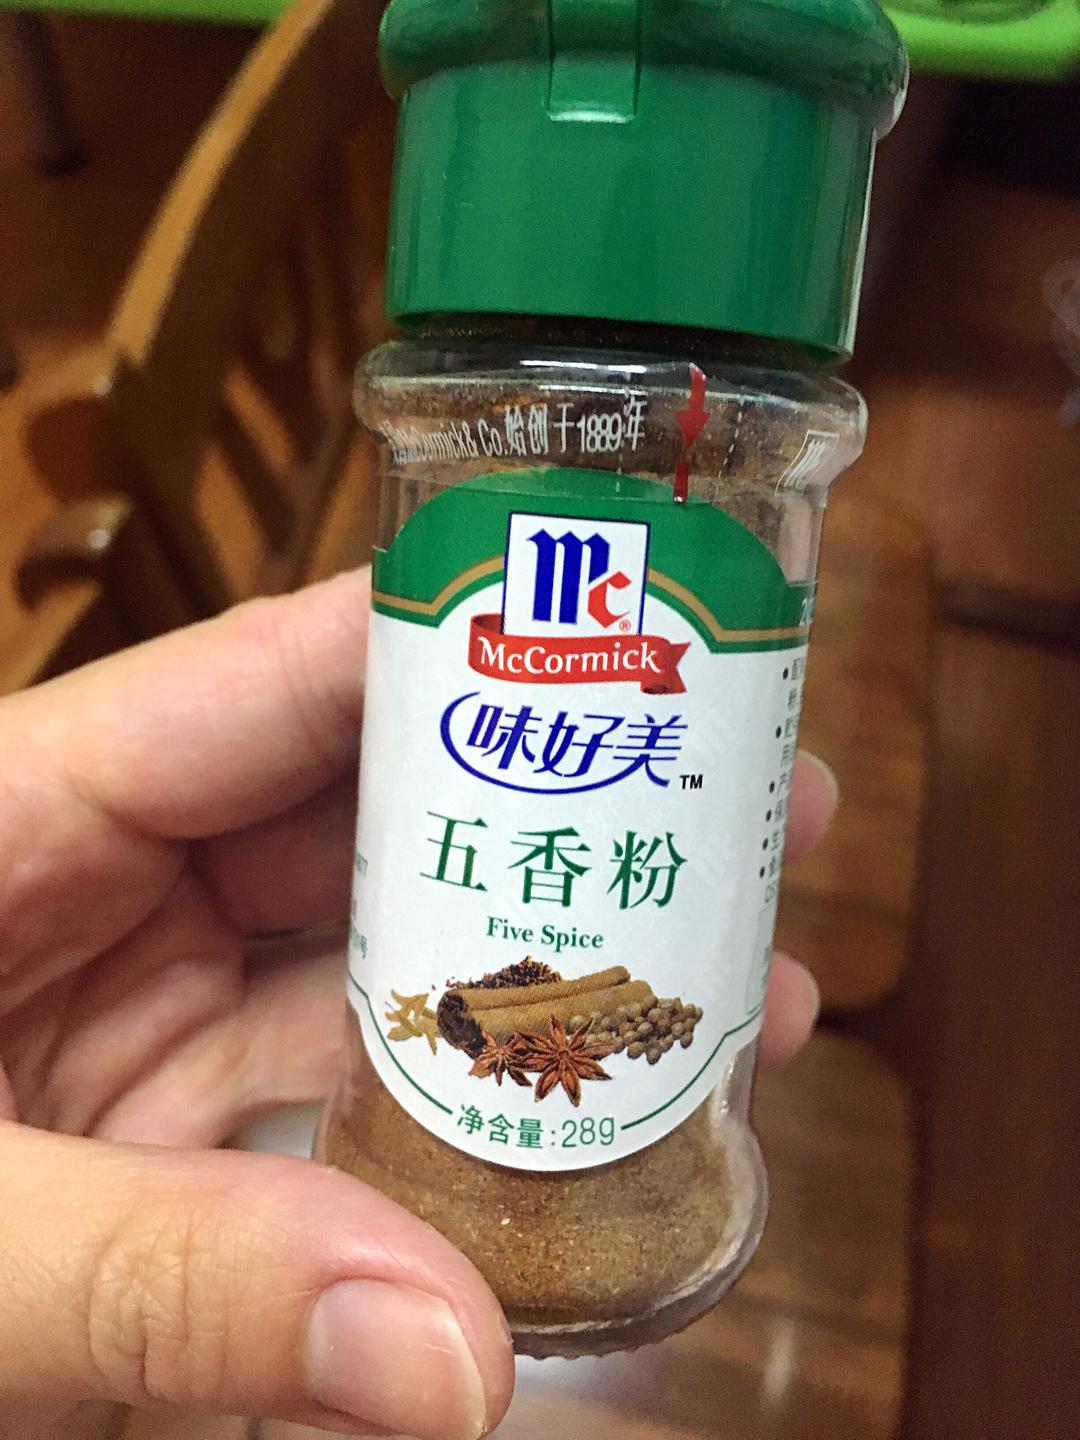 McCormick & Co.始创于1889年
Mc®
McCormick
味好美™
五香粉
Five Spice
净含量:28g